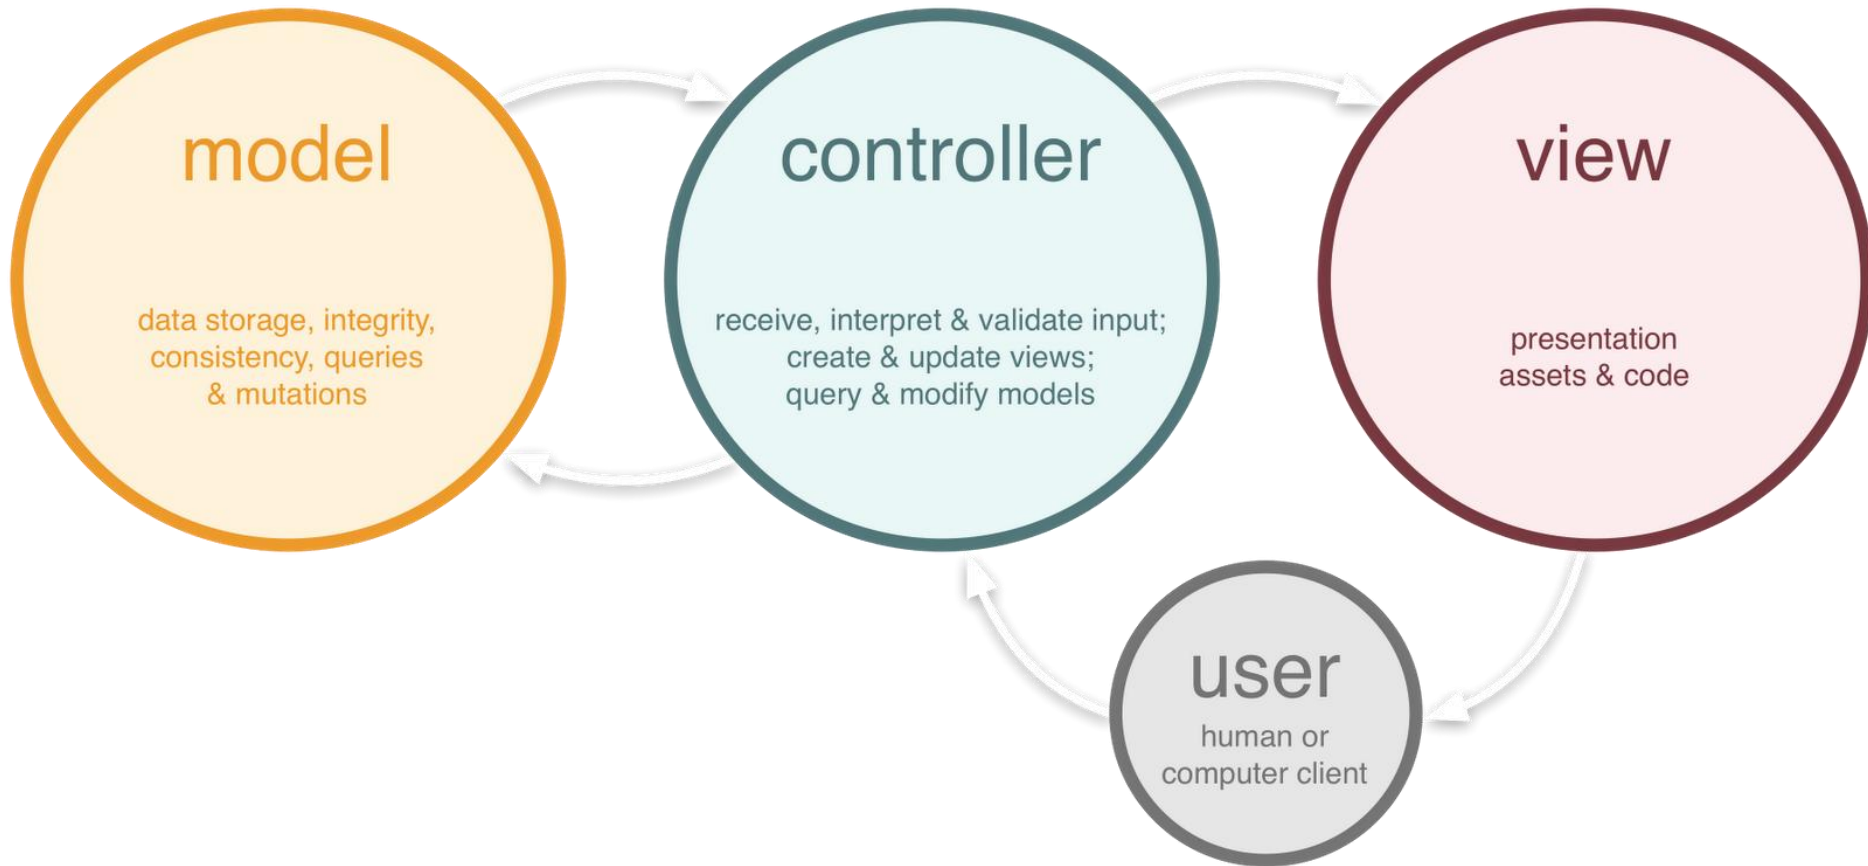 model
data storage, integrity,
consistency, queries
& mutations
controller
receive, interpret & validate input;
create & update views;
query & modify models
view
presentation
assets & code
user
human or
computer client